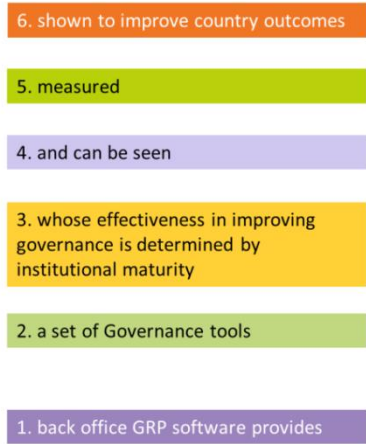 6. shown to improve country outcomes
5. measured
4. and can be seen
3. whose effectiveness in improving
governance is determined by
institutional maturity
2. a set of Governance tools
1. back office GRP software provides